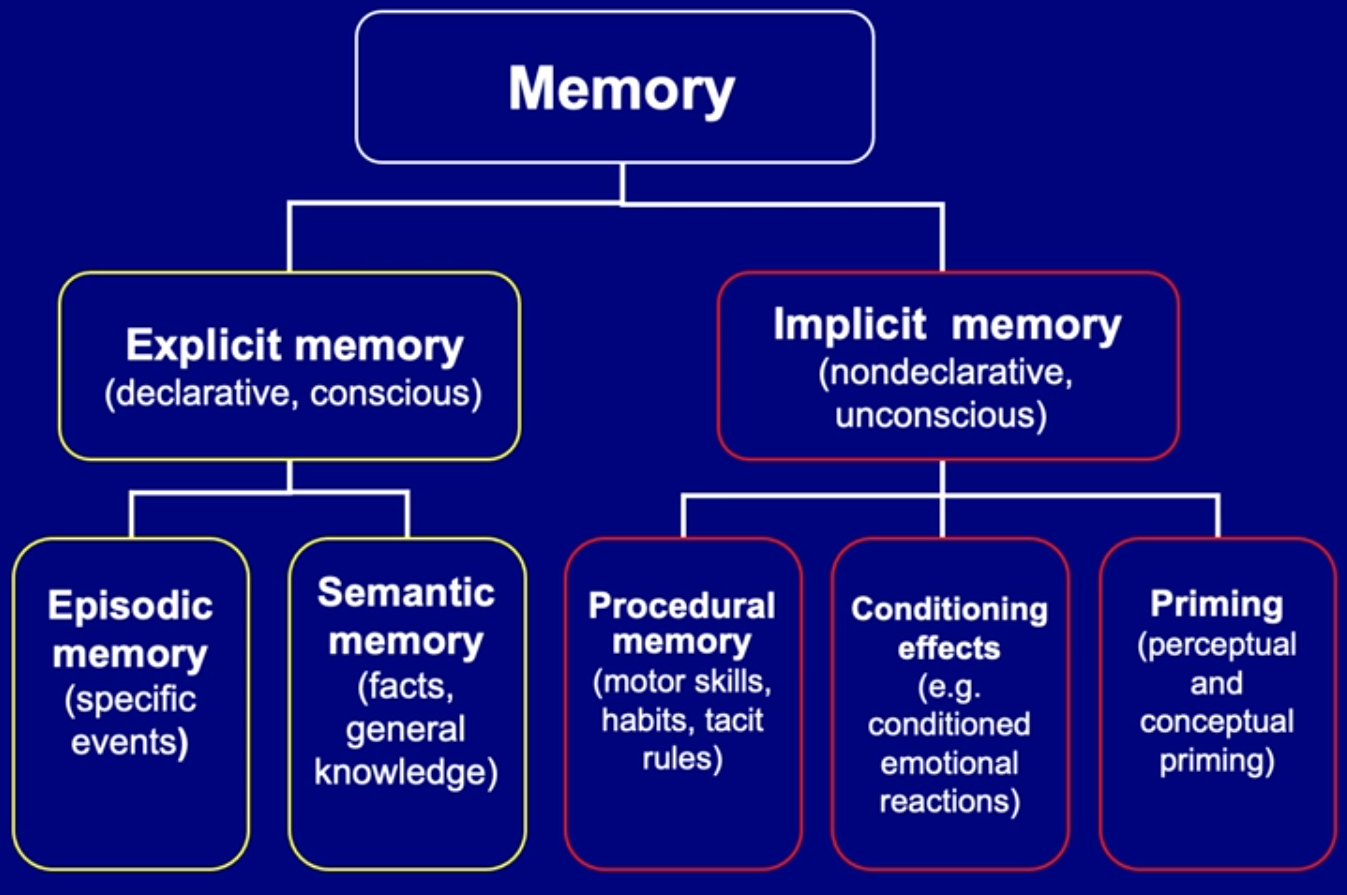 Memory
Explicit memory
(declarative, conscious)
Implicit memory
(nondeclarative,
unconscious)
Episodic
memory
(specific
events)
Semantic
memory
(facts,
general
knowledge)
Procedural
memory
(motor skills,
habits, tacit
rules)
Conditioning
effects
(e.g.
conditioned
emotional
reactions)
Priming
(perceptual
and
conceptual
priming)